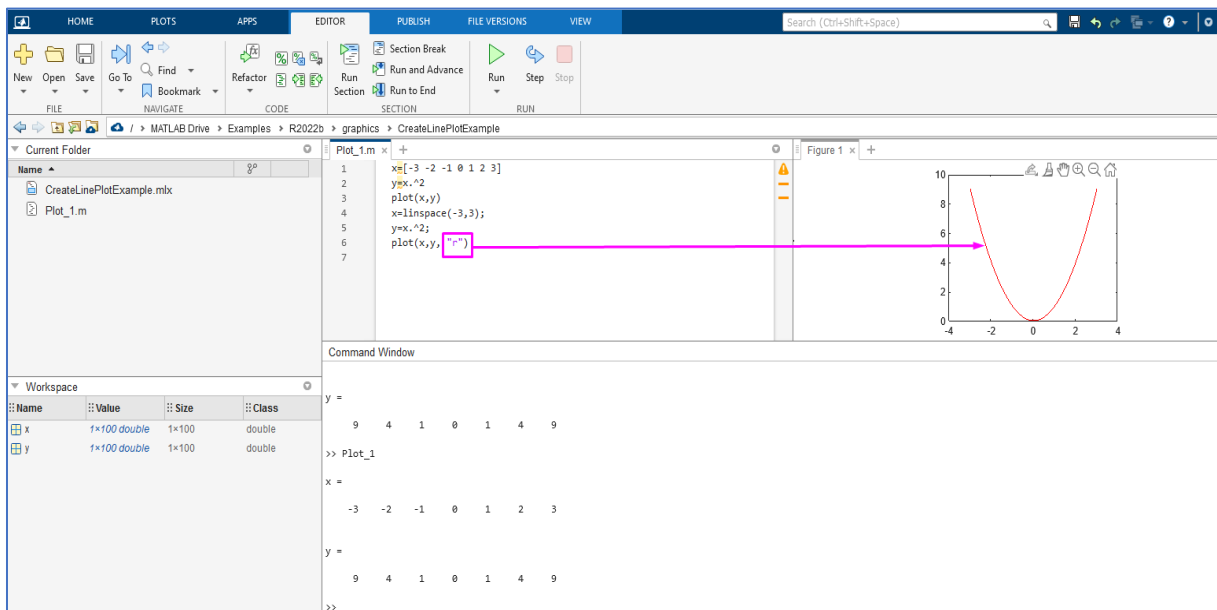 HOME PLOTS APPS EDITOR PUBLISH FILE VERSIONS VIEW Search (Ctrl+Shift+Space)
New Open Save Go To Find Bookmark Refactor Run Section Section Break Run and Advance Run to End Run Step Stop
FILE NAVIGATE CODE SECTION RUN
/ > MATLAB Drive > Examples > R2022b > graphics > CreateLinePlotExample
Current Folder
Name
CreateLinePlotExample.mlx
Plot_1.m
Plot_1.m × +
1 x=[-3 -2 -1 0 1 2 3]
2 y=x.^2
3 plot(x,y)
4 x=linspace(-3,3);
5 y=x.^2;
6 plot(x,y, "r")
7
Figure 1 × +
10
8
6
4
2
0
-4 -2 0 2 4
Workspace
Name Value Size Class
x 1×100 double 1×100 double
y 1×100 double 1×100 double
Command Window
y =
9 4 1 0 1 4 9
>> Plot_1
x =
-3 -2 -1 0 1 2 3
y =
9 4 1 0 1 4 9
>>